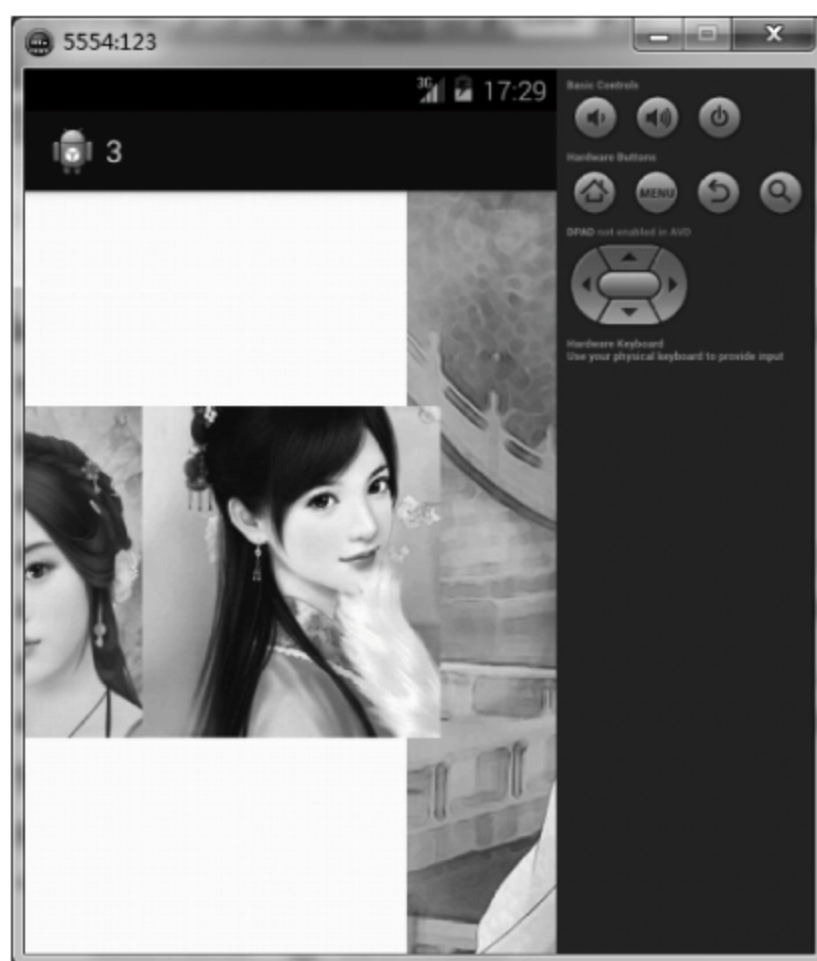 5554:123
3G 17:29
3
Basic Controls
Hardware Buttons
MENU
DPAD not enabled in AVD
Hardware Keyboard
Use your physical keyboard to provide input